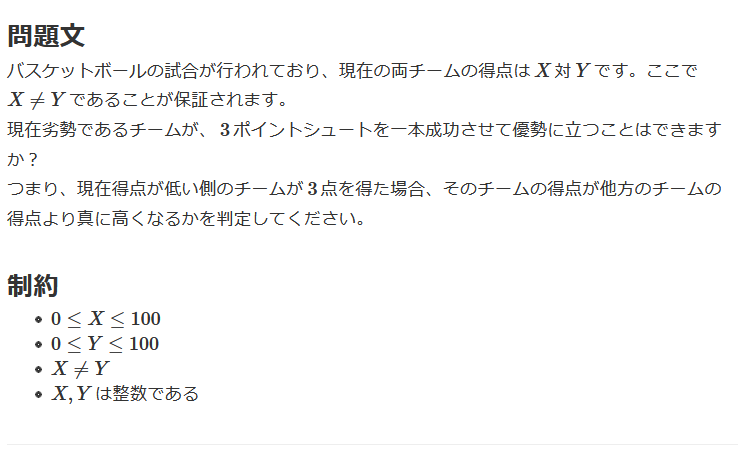 問題文
バスケットボールの試合が行われており、現在の両チームの得点は X 対 Y です。ここで
X ≠ Y であることが保証されます。
現在劣勢であるチームが、 3 ポイントシュートを一本成功させて優勢に立つことはできます
か？
つまり、現在得点が低い側のチームが 3 点を得た場合、そのチームの得点が他方のチームの
得点より真に高くなるかを判定してください。
制約
0 ≤ X ≤ 100
0 ≤ Y ≤ 100
X ≠ Y
X, Y は整数である